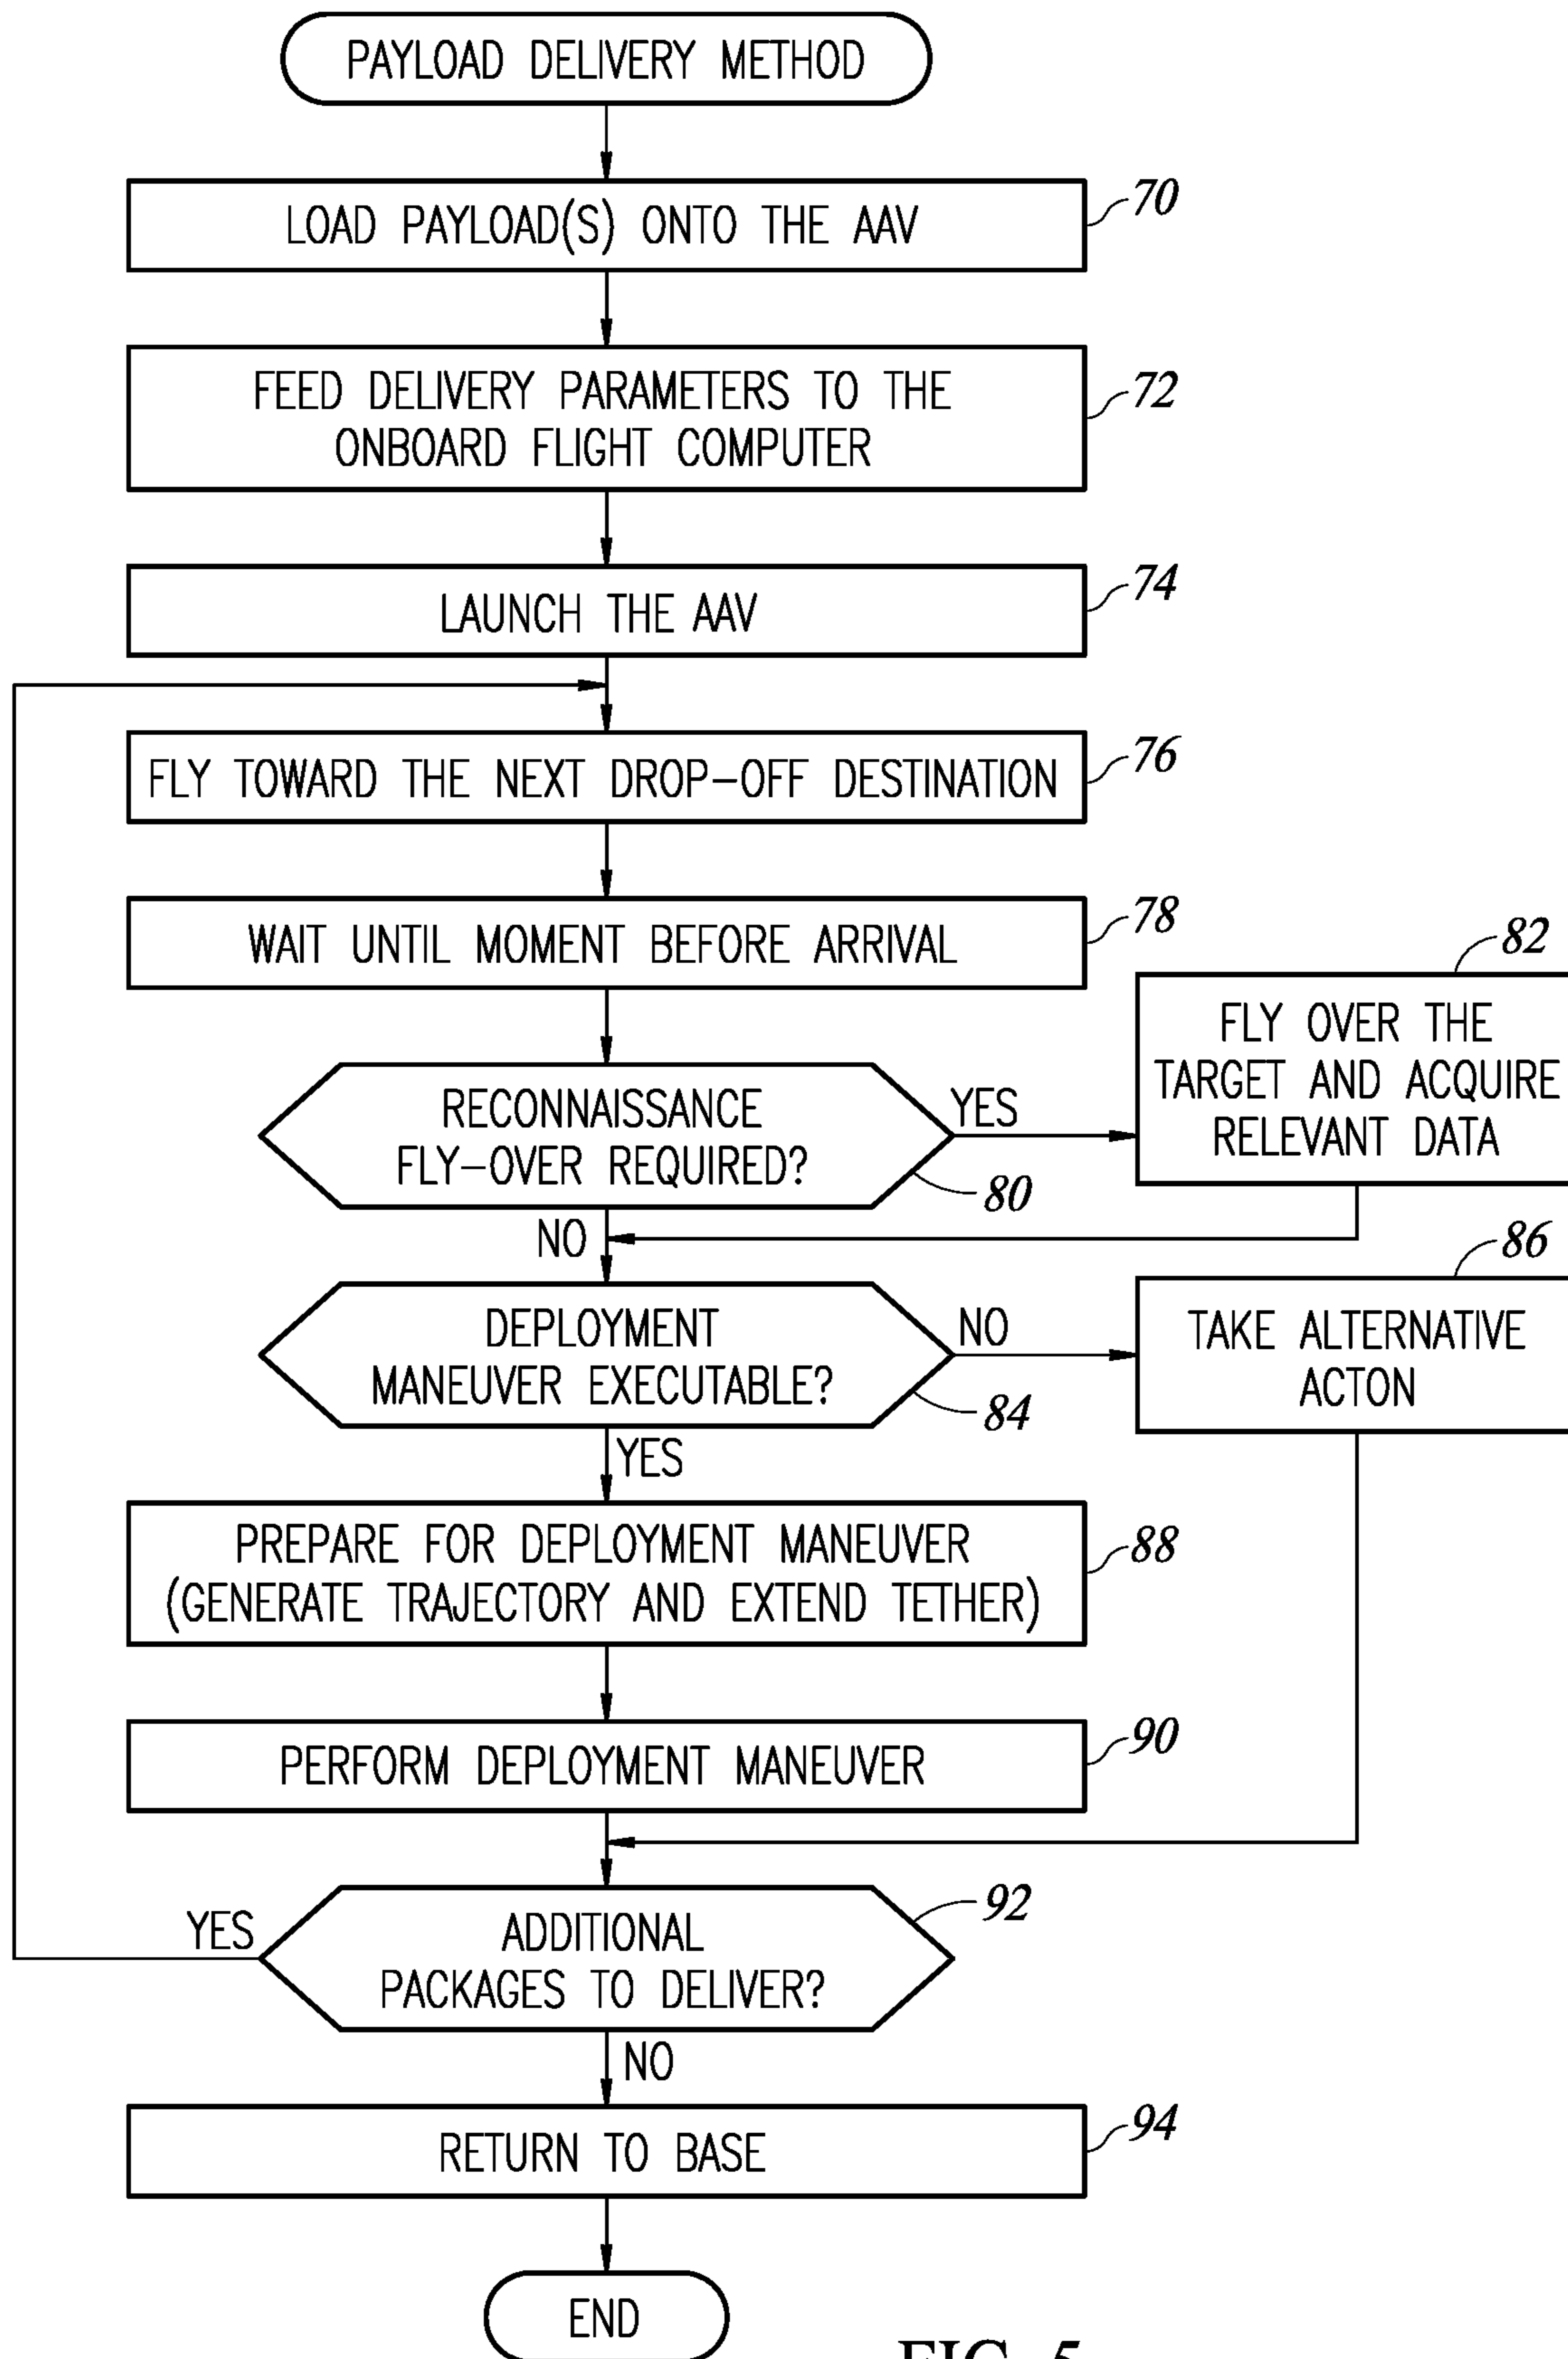 PAYLOAD DELIVERY METHOD
LOAD PAYLOAD(S) ONTO THE AAV
70
FEED DELIVERY PARAMETERS TO THE
ONBOARD FLIGHT COMPUTER
72
LAUNCH THE AAV
74
FLY TOWARD THE NEXT DROP-OFF DESTINATION
76
WAIT UNTIL MOMENT BEFORE ARRIVAL
78
RECONNAISSANCE
FLY-OVER REQUIRED?
80
YES
NO
82
FLY OVER THE
TARGET AND ACQUIRE
RELEVANT DATA
DEPLOYMENT
MANEUVER EXECUTABLE?
84
NO
YES
86
TAKE ALTERNATIVE
ACTON
PREPARE FOR DEPLOYMENT MANEUVER
(GENERATE TRAJECTORY AND EXTEND TETHER)
88
PERFORM DEPLOYMENT MANEUVER
90
ADDITIONAL
PACKAGES TO DELIVER?
92
YES
NO
RETURN TO BASE
94
END
FIG. 5